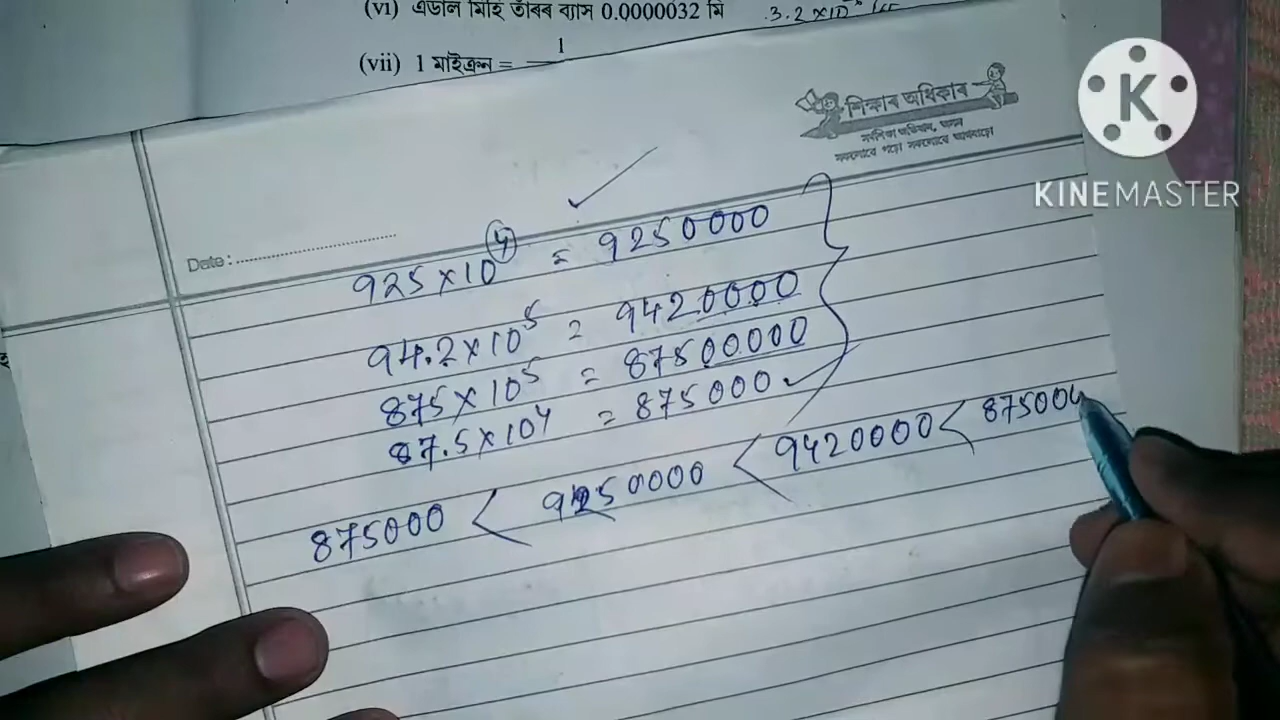 (vi) এডাল মিহি তাঁৰৰ ব্যাস 0.0000032 মি 3.2×10
(vii) 1 মাইক্ৰন = 1
শিক্ষাৰ অধিকাৰ
K
KINEMASTER
Date:
925×10⁴ = 9250000
94.2×10⁵ = 9420000
875×10⁵ = 87500000
87.5×10⁴ = 875000
875000 < 9250000 < 9420000 < 87500